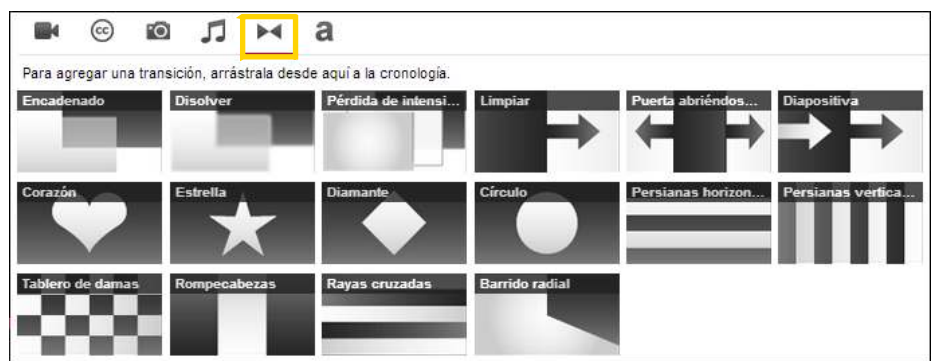 cc a
Para agregar una transición, arrástrala desde aquí a la cronología.
Encadenado Disolver Pérdida de intensi... Limpiar Puerta abriéndos... Diapositiva
Corazón Estrella Diamante Círculo Persianas horizon... Persianas vertica...
Tablero de damas Rompecabezas Rayas cruzadas Barrido radial